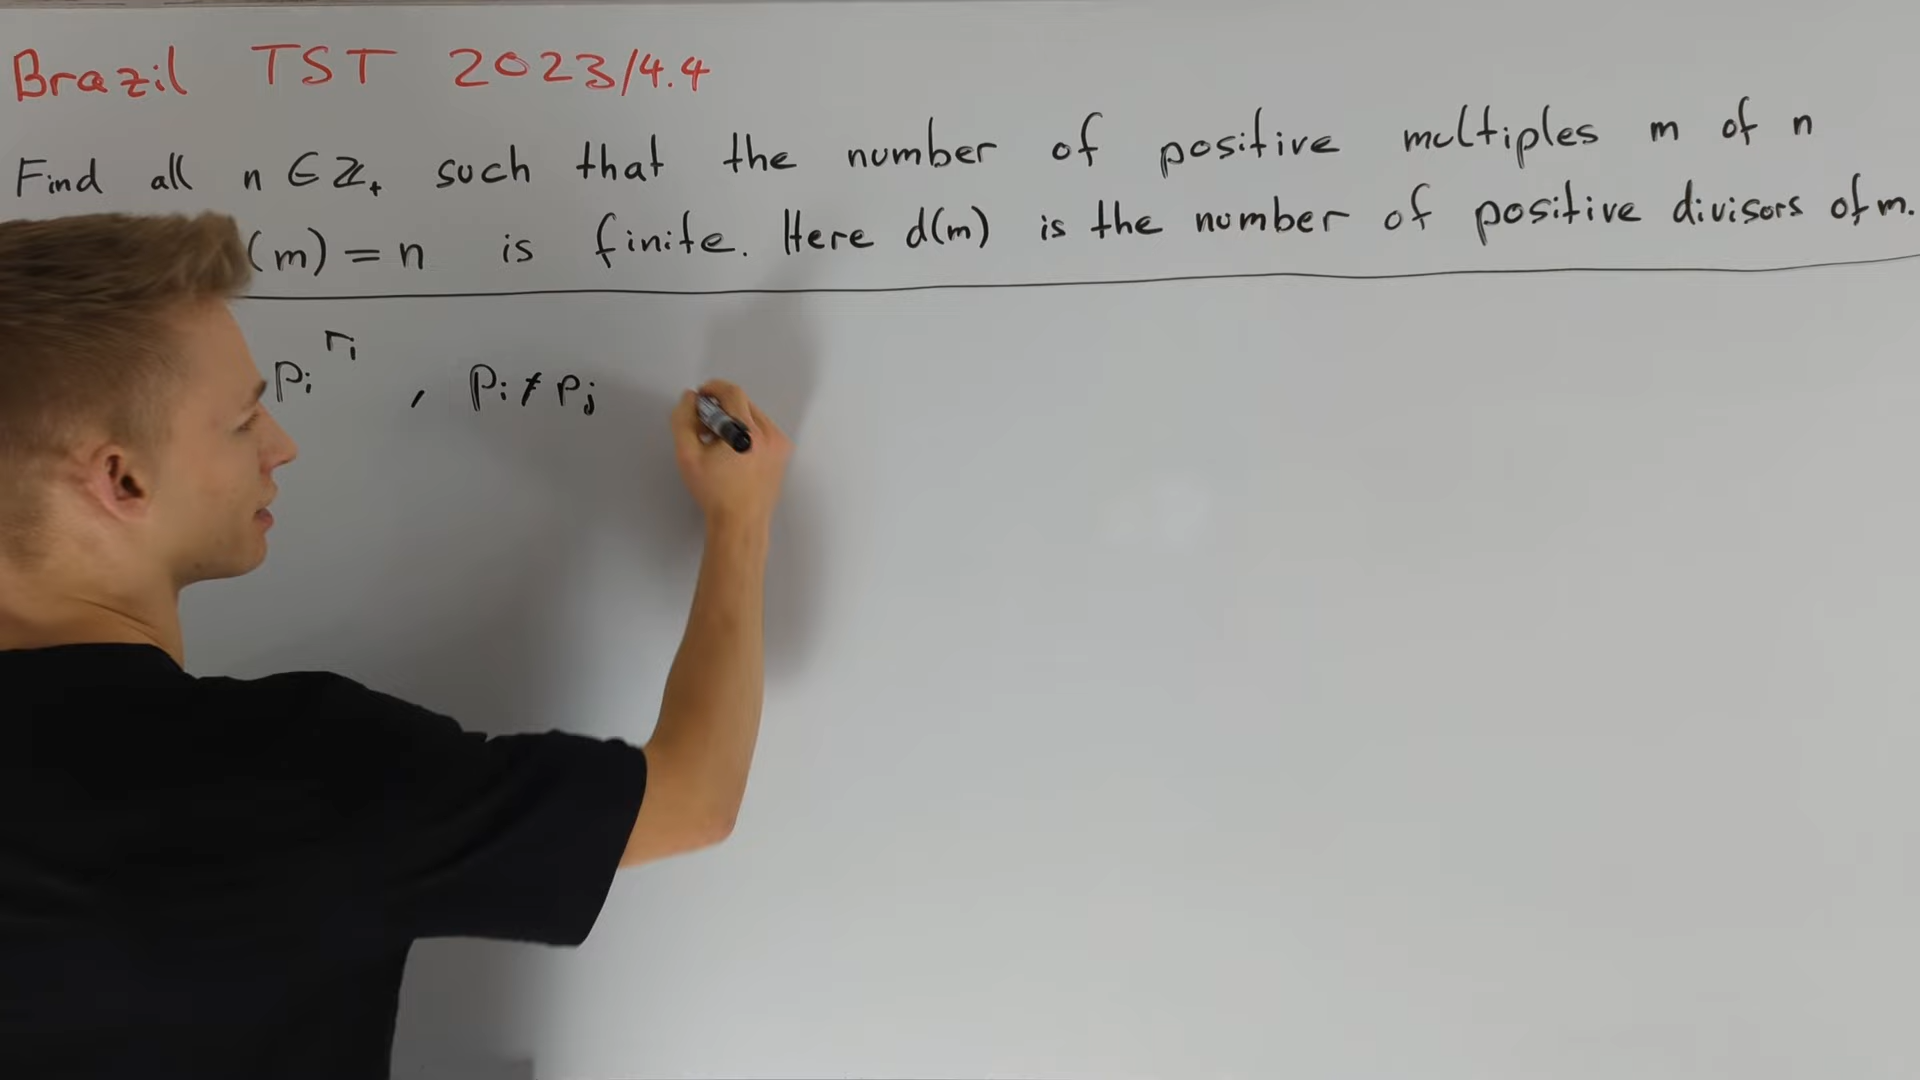 Brazil TST 2023/4.4
Find all n ∈ ℤ₊ such that the number of positive multiples m of n
(m) = n is finite. Here d(m) is the number of positive divisors of m.
pᵢ^rᵢ , pᵢ ≠ pⱼ